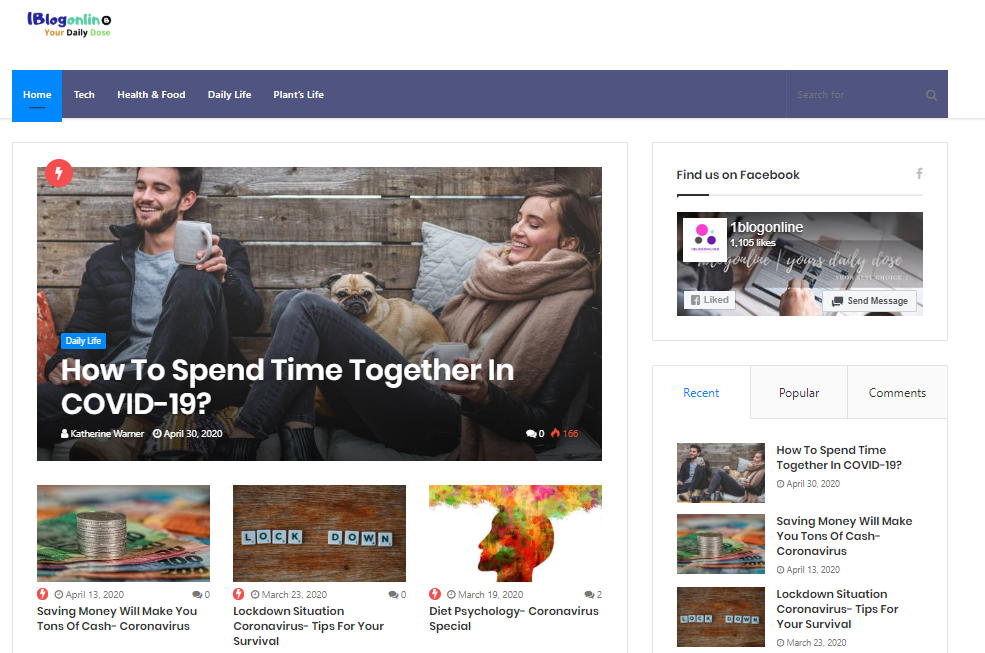 1Blogonlin
Your Daily Dose
Home
Tech
Health & Food
Daily Life
Plant's Life
Search for
Daily Life
How To Spend Time Together In
COVID-19?
Katherine Warner
April 30, 2020
0
166
April 13, 2020
0
Saving Money Will Make You
Tons Of Cash- Coronavirus
LOCK DOWN
March 23, 2020
0
Lockdown Situation
Coronavirus- Tips For Your
Survival
March 19, 2020
2
Diet Psychology- Coronavirus
Special
Find us on Facebook
1blogonline
1,105 likes
1BLOGONLINE
1blogonline | yours daily dose
Liked
Send Message
Recent
Popular
Comments
How To Spend Time
Together In COVID-19?
April 30, 2020
Saving Money Will Make
You Tons Of Cash-
Coronavirus
April 13, 2020
LOCK DOWN
Lockdown Situation
Coronavirus- Tips For
Your Survival
March 23, 2020